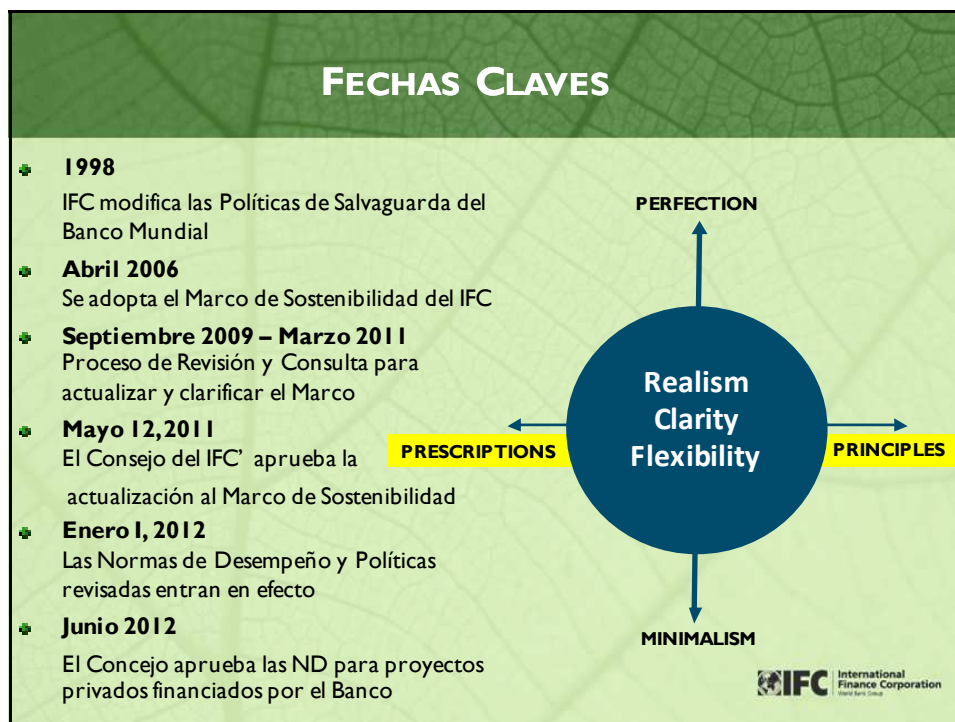 FECHAS CLAVES
1998
IFC modifica las Políticas de Salvaguarda del
Banco Mundial
Abril 2006
Se adopta el Marco de Sostenibilidad del IFC
Septiembre 2009 – Marzo 2011
Proceso de Revisión y Consulta para
actualizar y clarificar el Marco
Mayo 12, 2011
El Consejo del IFC’ aprueba la
actualización al Marco de Sostenibilidad
Enero 1, 2012
Las Normas de Desempeño y Políticas
revisadas entran en efecto
Junio 2012
El Concejo aprueba las ND para proyectos
privados financiados por el Banco
PERFECTION
Realism
Clarity
Flexibility
PRESCRIPTIONS
PRINCIPLES
MINIMALISM
IFC
International
Finance Corporation
World Bank Group